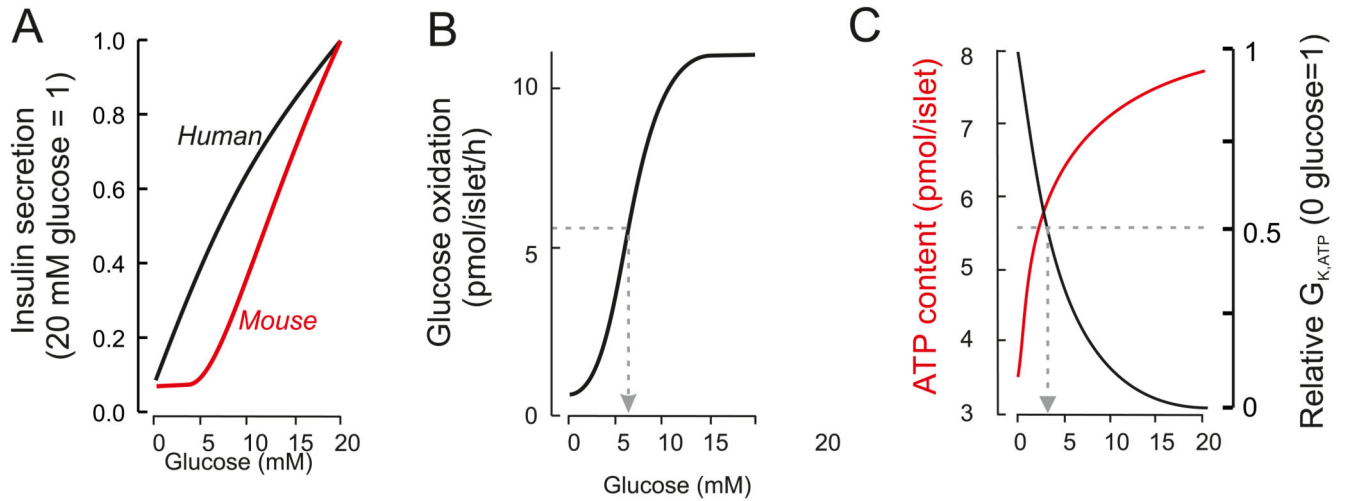 A
Insulin secretion
(20 mM glucose = 1)
1.0
0.8
0.6
0.4
0.2
0.0
Human
Mouse
0 5 10 15 20
Glucose (mM)
B
Glucose oxidation
(pmol/islet/h)
10
5
0
0 5 10 15 20
Glucose (mM)
C
ATP content (pmol/islet)
8
7
6
5
4
3
0 5 10 15 20
1
0.5
0
Relative G K,ATP (0 glucose=1)